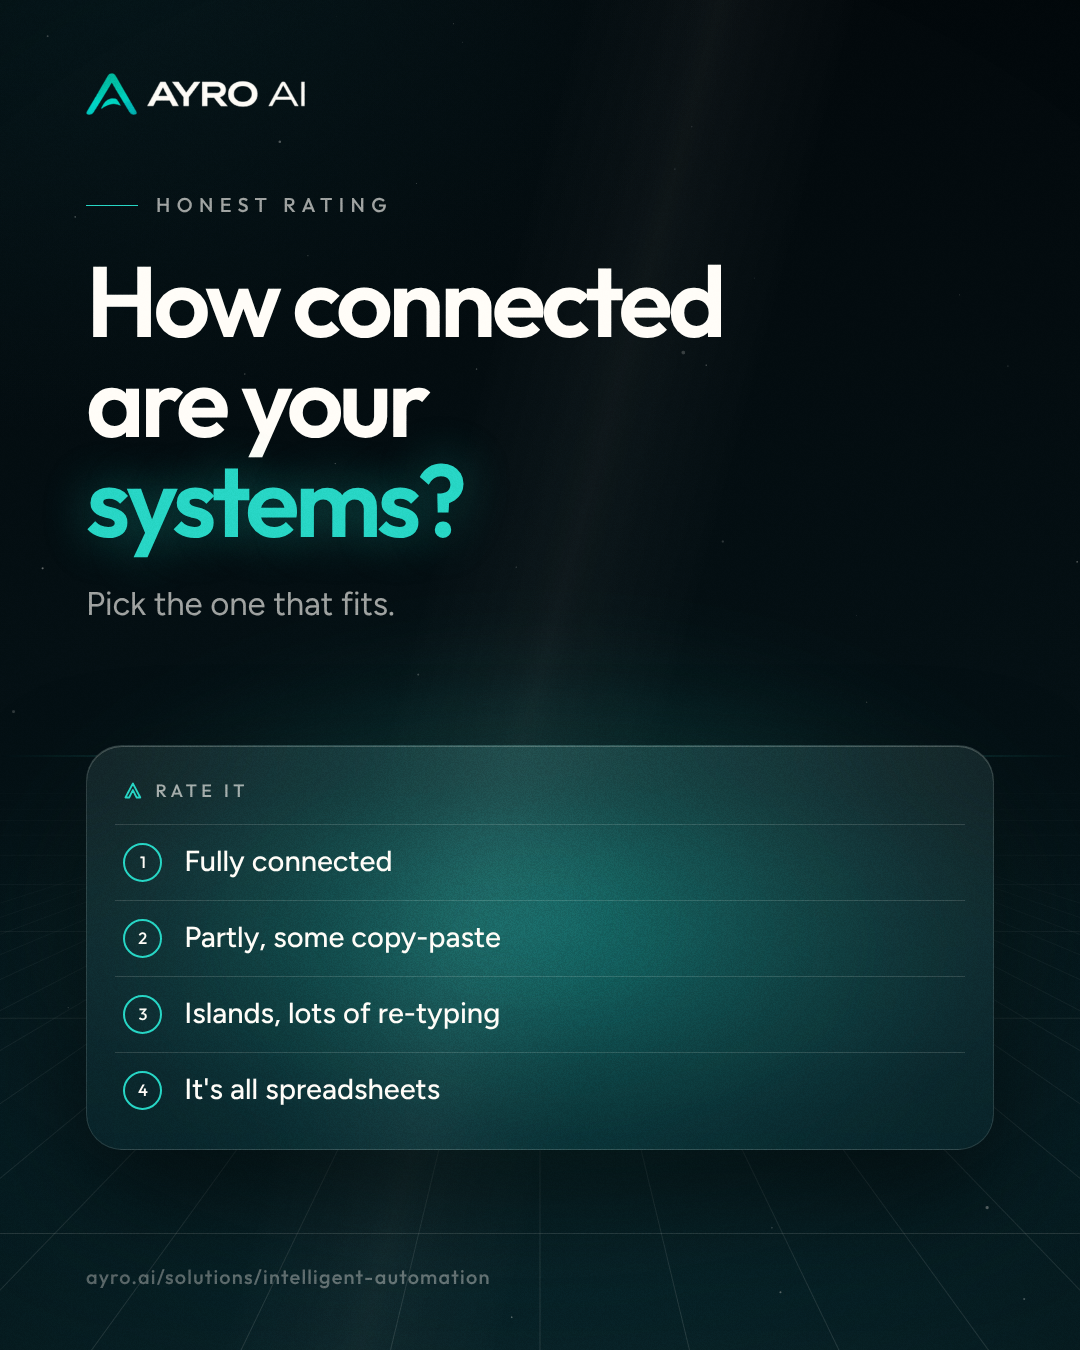 AYRO AI
HONEST RATING
How connected
are your
systems?
Pick the one that fits.
RATE IT
1 Fully connected
2 Partly, some copy-paste
3 Islands, lots of re-typing
4 It's all spreadsheets
ayro.ai/solutions/intelligent-automation